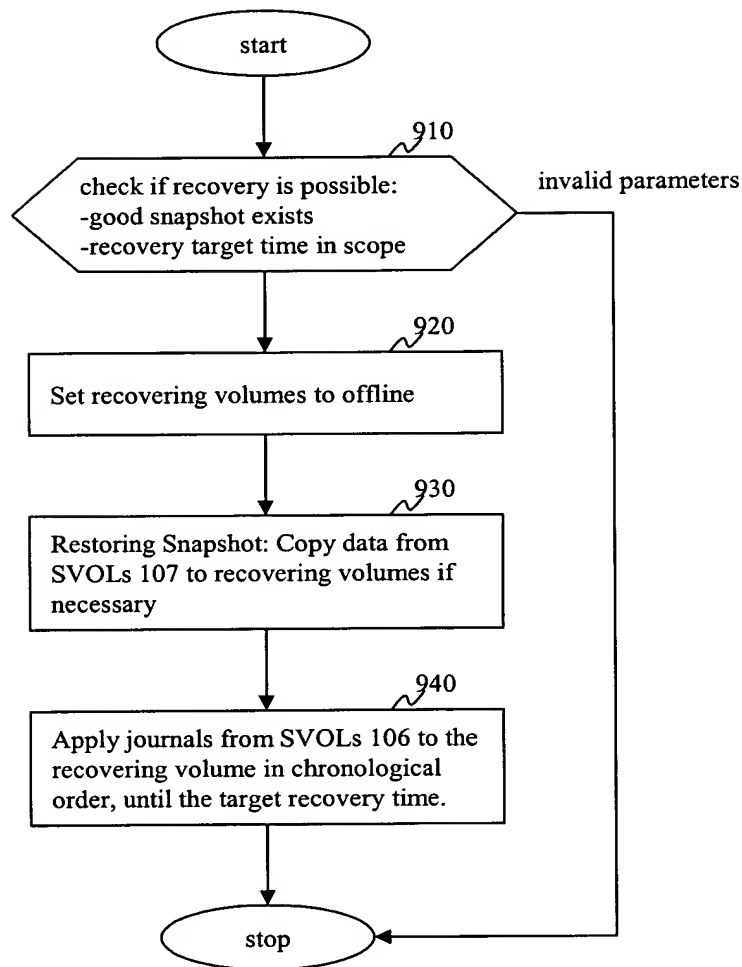 start
910
check if recovery is possible:
-good snapshot exists
-recovery target time in scope
invalid parameters
920
Set recovering volumes to offline
930
Restoring Snapshot: Copy data from
SVOLs 107 to recovering volumes if
necessary
940
Apply journals from SVOLs 106 to the
recovering volume in chronological
order, until the target recovery time.
stop